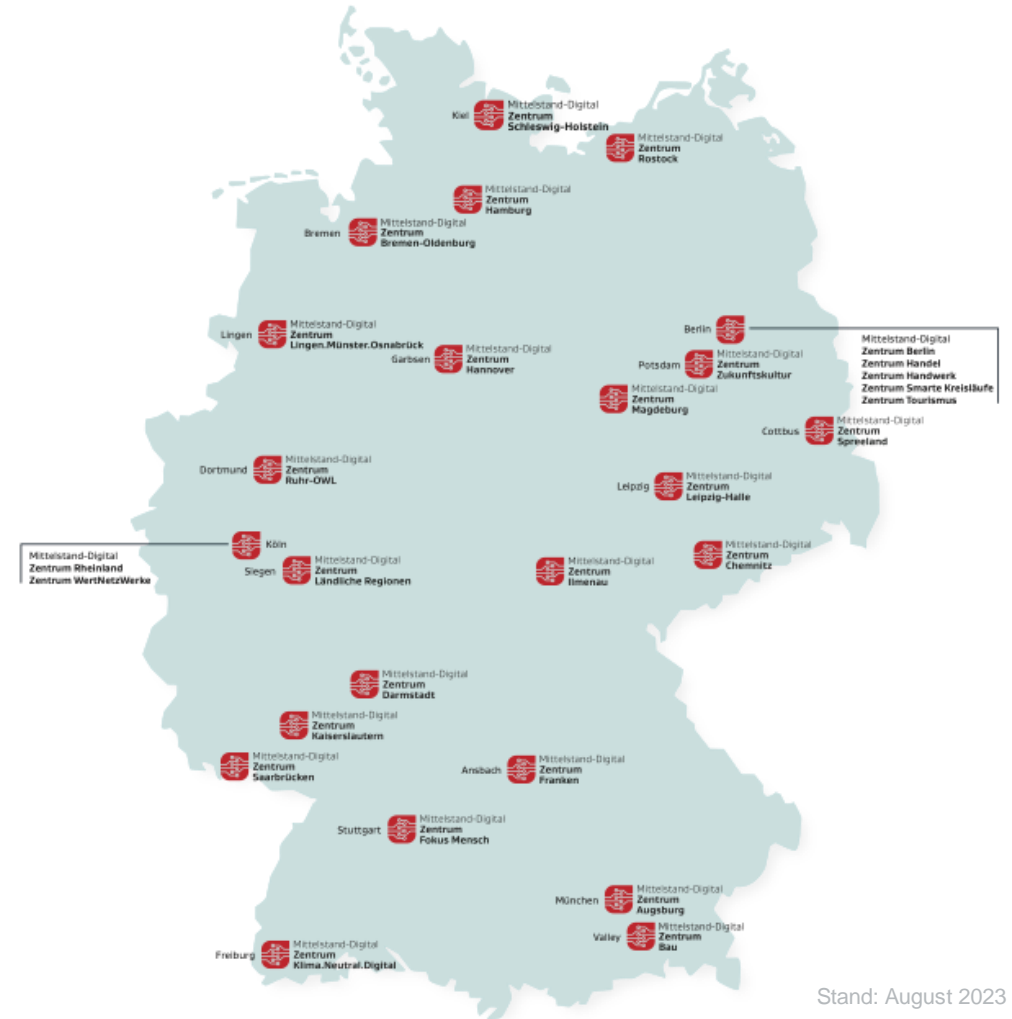 Mittelstand-Digital
Kiel
Zentrum
Schleswig-Holstein
Mittelstand-Digital
Zentrum
Rostock
Mittelstand-Digital
Zentrum
Hamburg
Mittelstand-Digital
Bremen
Zentrum
Bremen-Oldenburg
Mittelstand-Digital
Lingen
Zentrum
Lingen.Münster.Osnabrück
Mittelstand-Digital
Garbsen
Zentrum
Hannover
Berlin
Mittelstand-Digital
Zentrum Berlin
Zentrum Handel
Zentrum Handwerk
Zentrum Smarte Kreisläufe
Zentrum Tourismus
Mittelstand-Digital
Potsdam
Zentrum
Zukunftskultur
Mittelstand-Digital
Zentrum
Magdeburg
Mittelstand-Digital
Cottbus
Zentrum
Spreeland
Mittelstand-Digital
Dortmund
Zentrum
Ruhr-OWL
Mittelstand-Digital
Leipzig
Zentrum
Leipzig-Halle
Köln
Mittelstand-Digital
Zentrum Rheinland
Zentrum WertNetzWerke
Mittelstand-Digital
Siegen
Zentrum
Ländliche Regionen
Mittelstand-Digital
Zentrum
Ilmenau
Mittelstand-Digital
Zentrum
Chemnitz
Mittelstand-Digital
Zentrum
Darmstadt
Mittelstand-Digital
Zentrum
Kaiserslautern
Mittelstand-Digital
Zentrum
Saarbrücken
Mittelstand-Digital
Ansbach
Zentrum
Franken
Mittelstand-Digital
Stuttgart
Zentrum
Fokus Mensch
Mittelstand-Digital
München
Zentrum
Augsburg
Mittelstand-Digital
Valley
Zentrum
Bau
Mittelstand-Digital
Freiburg
Zentrum
Klima.Neutral.Digital
Stand: August 2023